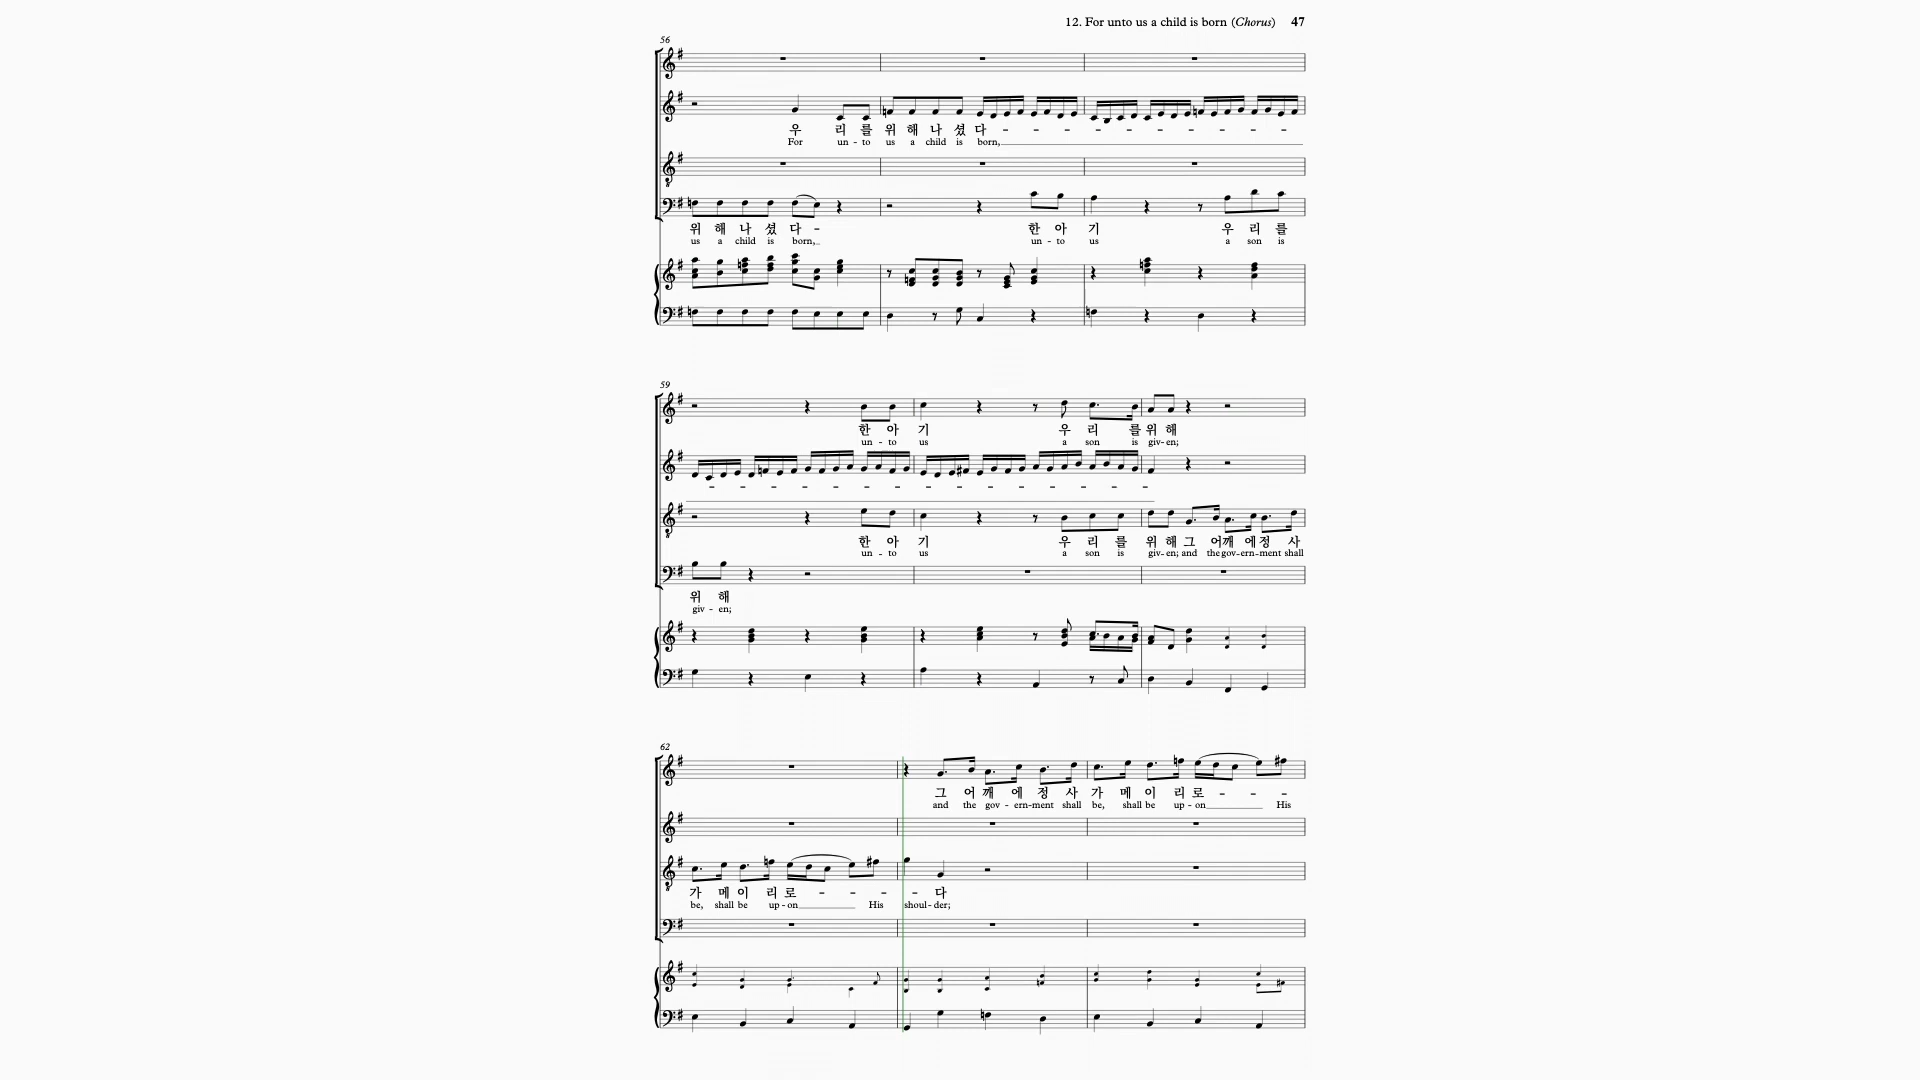 12. For unto us a child is born (Chorus) 47
56
우 리 를 위 해 나 셨 다 - - - - - - - - - - - -
For un - to us a child is born,
위 해 나 셨 다 - 한 아 기 우 리 를
us a child is born, un - to us a son is
59
한 아 기 우 리 를 위 해
un - to us a son is giv - en;
- - - - - - - - - - - - - - -
한 아 기 우 리 를 위 해 그 어 깨 에 정 사
un - to us a son is giv - en; and the gov - ern - ment shall
위 해
giv - en;
62
그 어 깨 에 정 사 가 메 이 리 로 - - - -
and the gov - ern - ment shall be, shall be up - on His
가 메 이 리 로 - - - - - 다
be, shall be up - on His shoul - der;